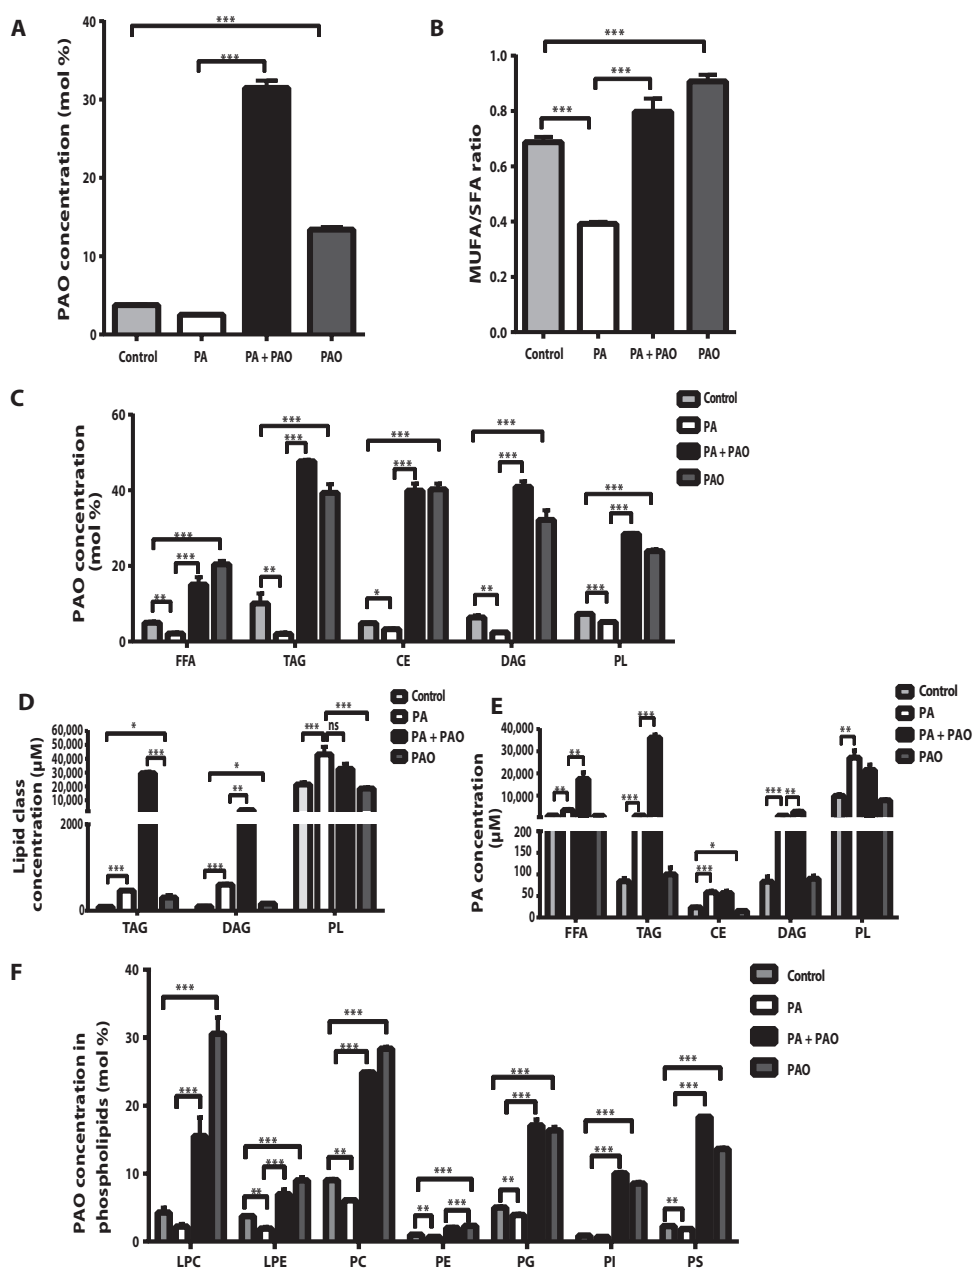 A
PAO concentration (mol %)
40
30
20
10
0
***
***
Control PA PA + PAO PAO
B
MUFA/SFA ratio
1.0
0.8
0.6
0.4
0.2
0.0
***
***
***
Control PA PA + PAO PAO
C
PAO concentration
(mol %)
60
40
20
0
***
***
**
***
***
**
***
***
*
***
***
**
***
***
***
FFA TAG CE DAG PL
Control
PA
PA + PAO
PAO
D
Lipid class
concentration (µM)
60,000
50,000
40,000
30,000
20,000
10,000
2000
0
*
***
***
*
**
***
***
***
ns
TAG DAG PL
Control
PA
PA + PAO
PAO
E
PA concentration
(µM)
40,000
30,000
20,000
10,000
200
150
100
50
0
**
**
***
***
*
***
***
**
**
FFA TAG CE DAG PL
Control
PA
PA + PAO
PAO
F
PAO concentration in
phospholipids (mol %)
40
30
20
10
0
***
***
***
***
**
***
***
**
***
***
**
***
***
**
***
***
***
***
**
LPC LPE PC PE PG PI PS
Control
PA
PA + PAO
PAO